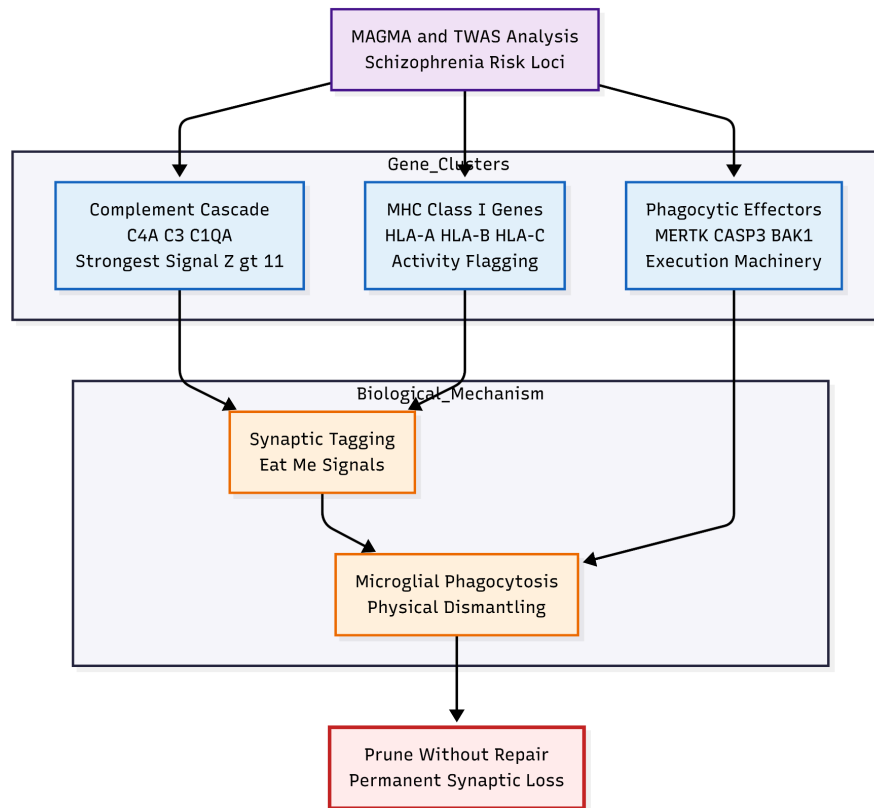 MAGMA and TWAS Analysis
Schizophrenia Risk Loci
Gene_Clusters
Complement Cascade
C4A C3 C1QA
Strongest Signal Z gt 11
MHC Class I Genes
HLA-A HLA-B HLA-C
Activity Flagging
Phagocytic Effectors
MERTK CASP3 BAK1
Execution Machinery
Biological_Mechanism
Synaptic Tagging
Eat Me Signals
Microglial Phagocytosis
Physical Dismantling
Prune Without Repair
Permanent Synaptic Loss